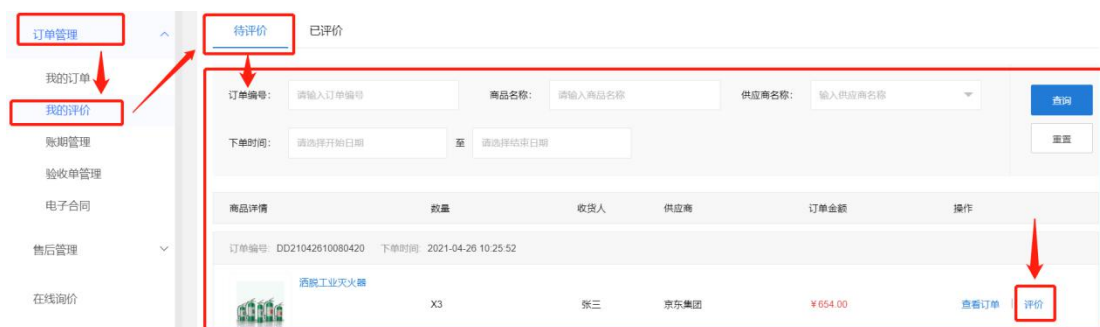 订单管理
我的订单
我的评价
账期管理
验收单管理
电子合同
售后管理
在线询价
待评价 已评价
订单编号: 请输入订单编号 商品名称: 请输入商品名称 供应商名称: 输入供应商名称 查询
下单时间: 请选择开始日期 至 请选择结束日期 重置
商品详情 数量 收货人 供应商 订单金额 操作
订单编号: DD21042610080420 下单时间: 2021-04-26 10:25:52
洒脱工业灭火器
X3 张三 京东集团 ¥654.00 查看订单 评价